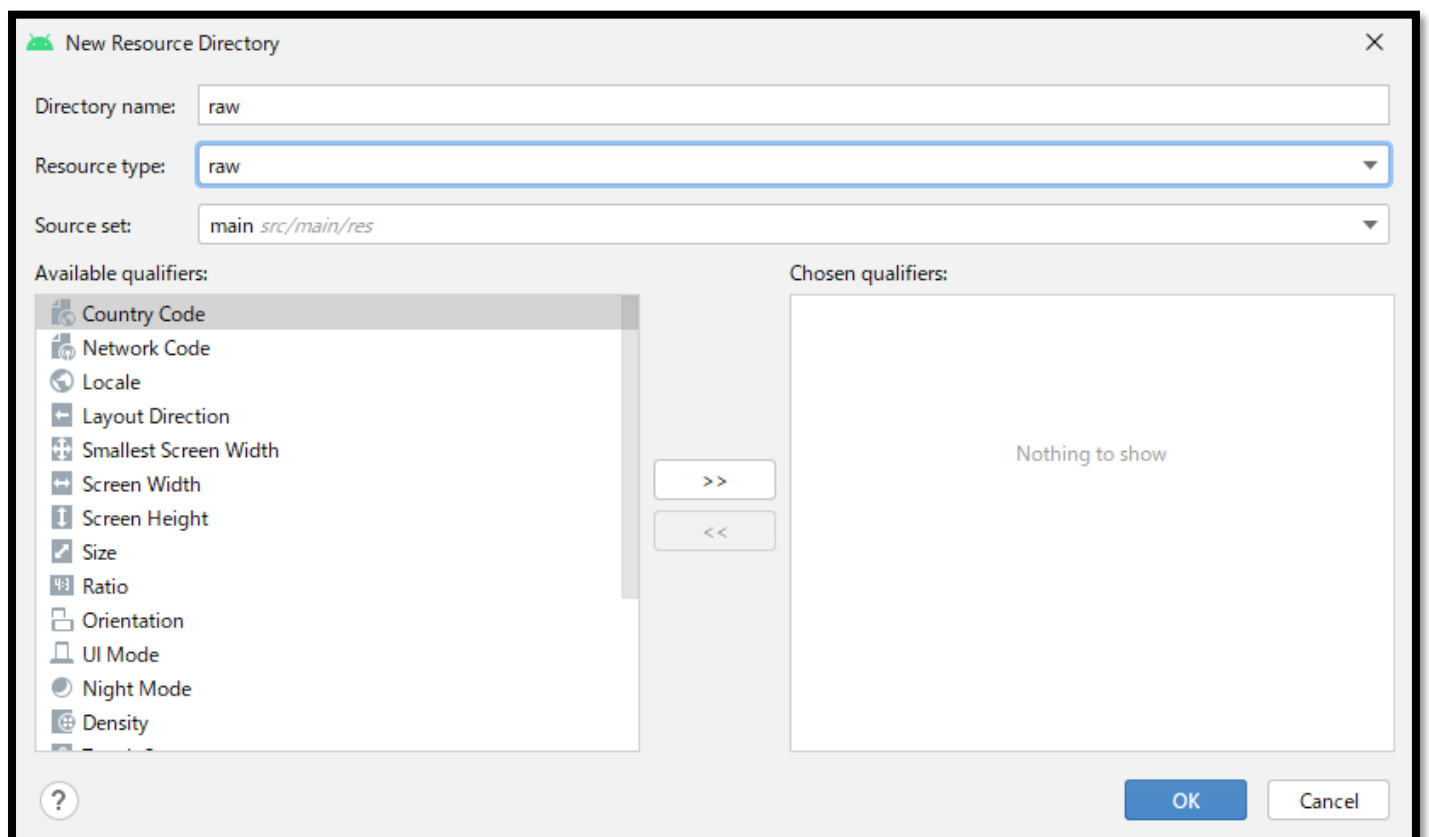 New Resource Directory
Directory name: raw
Resource type: raw
Source set: main src/main/res
Available qualifiers:
Chosen qualifiers:
Country Code
Network Code
Locale
Layout Direction
Smallest Screen Width
Screen Width
Screen Height
Size
4:3 Ratio
Orientation
UI Mode
Night Mode
Density
>>
<<
Nothing to show
?
OK
Cancel